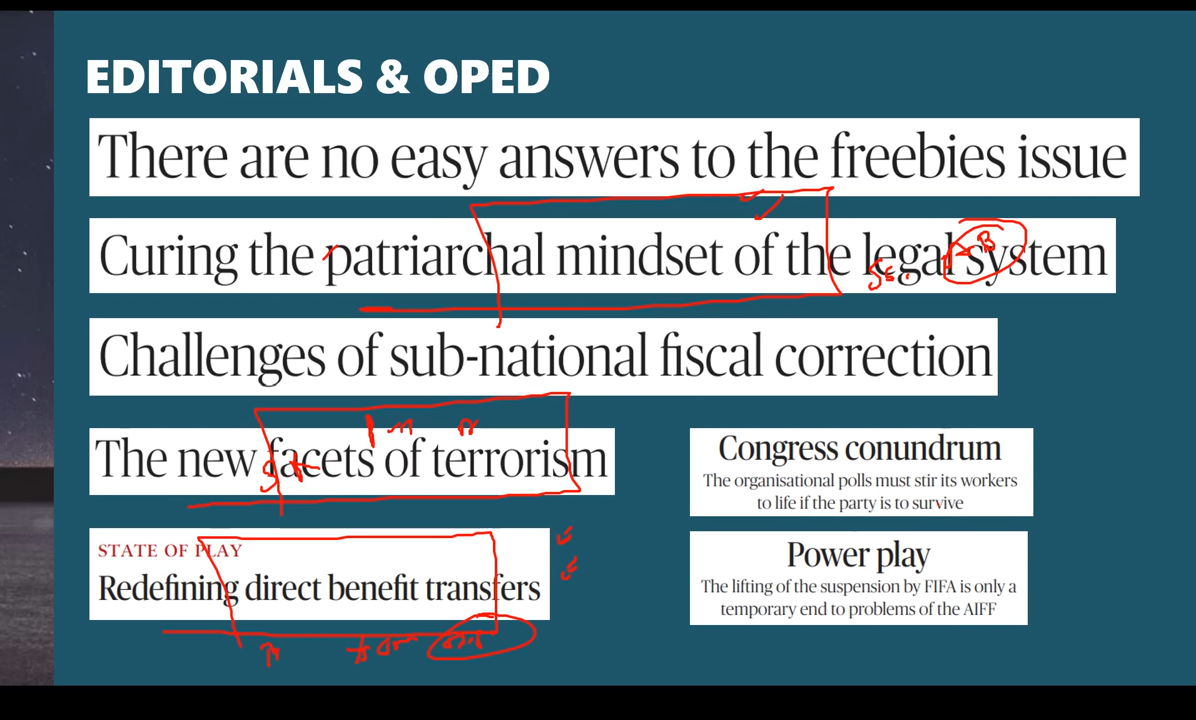 EDITORIALS & OPED
There are no easy answers to the freebies issue
Curing the patriarchal mindset of the legal system
Challenges of sub-national fiscal correction
The new facets of terrorism
Congress conundrum
The organisational polls must stir its workers
to life if the party is to survive
STATE OF PLAY
Redefining direct benefit transfers
Power play
The lifting of the suspension by FIFA is only a
temporary end to problems of the AIFF